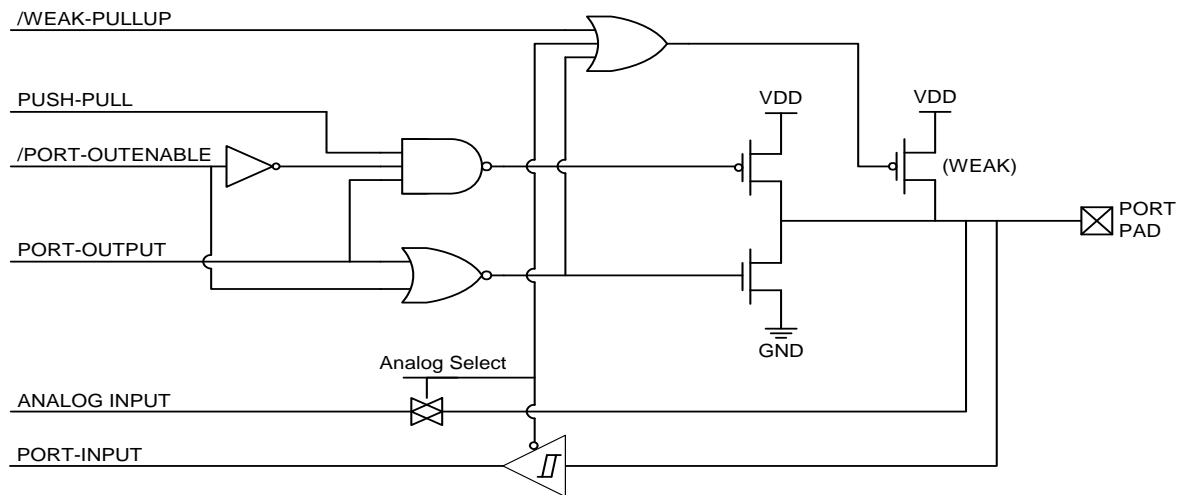 /WEAK-PULLUP
PUSH-PULL
VDD
VDD
/PORT-OUTENABLE
(WEAK)
PORT
PAD
PORT-OUTPUT
GND
Analog Select
ANALOG INPUT
PORT-INPUT